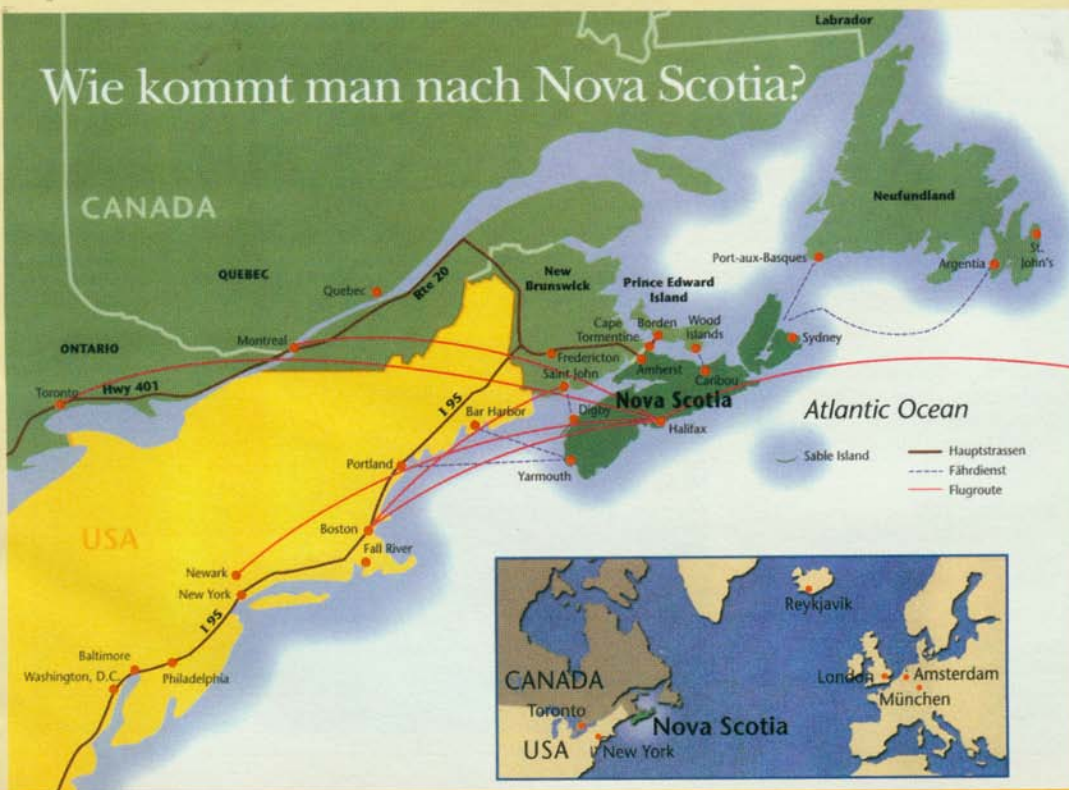 Wie kommt man nach Nova Scotia?
Labrador
CANADA
QUEBEC
Quebec
Rte 20
New
Brunswick
Prince Edward
Island
Neufundland
Port-aux-Basques
Argentia
St.
John's
ONTARIO
Montreal
Toronto
Hwy 401
Cape
Tormentine
Borden
Wood
Islands
Sydney
Fredericton
Amherst
Caribou
Saint John
Nova Scotia
I 95
Bar Harbor
Digby
Halifax
Atlantic Ocean
Portland
Yarmouth
Sable Island
Hauptstrassen
Fährdienst
Flugroute
USA
Boston
Fall River
Newark
New York
I 95
Baltimore
Washington, D.C.
Philadelphia
Reykjavik
CANADA
Toronto
USA
New York
Nova Scotia
London
Amsterdam
München